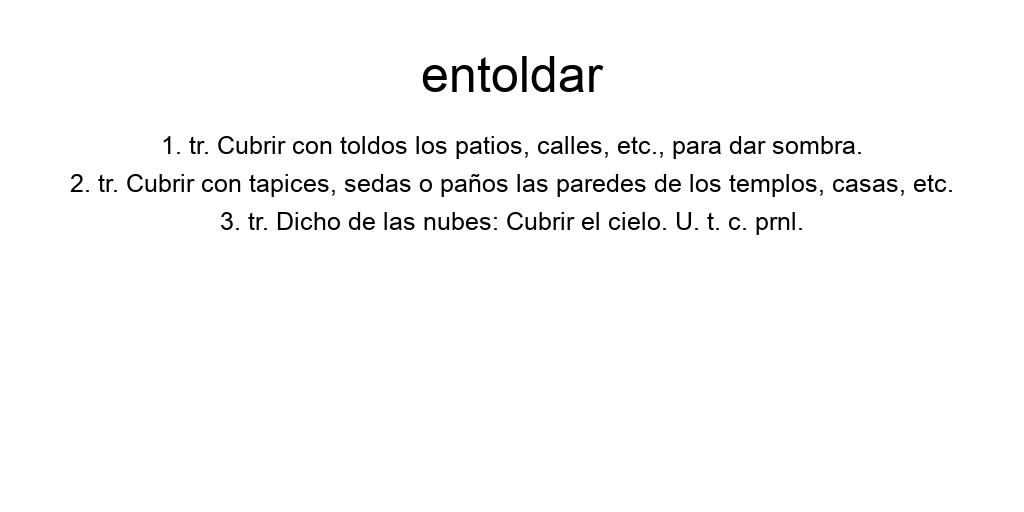 entoldar
1. tr. Cubrir con toldos los patios, calles, etc., para dar sombra.
2. tr. Cubrir con tapices, sedas o paños las paredes de los templos, casas, etc.
3. tr. Dicho de las nubes: Cubrir el cielo. U. t. c. prnl.